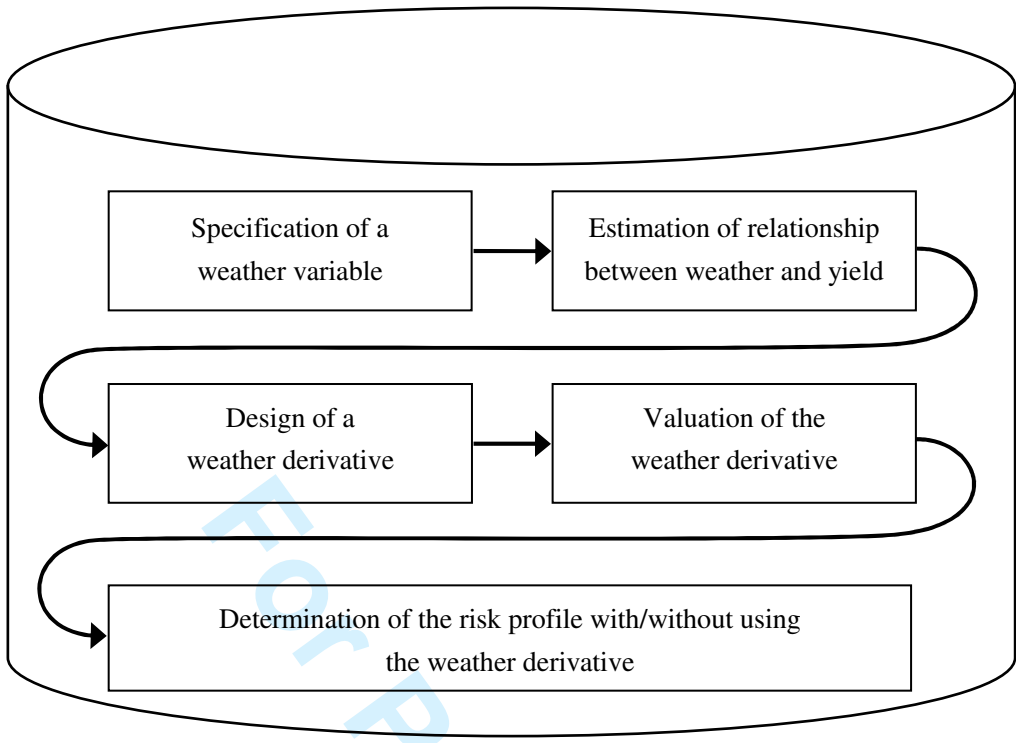 Specification of a
weather variable
Estimation of relationship
between weather and yield
Design of a
weather derivative
Valuation of the
weather derivative
Determination of the risk profile with/without using
the weather derivative
For P